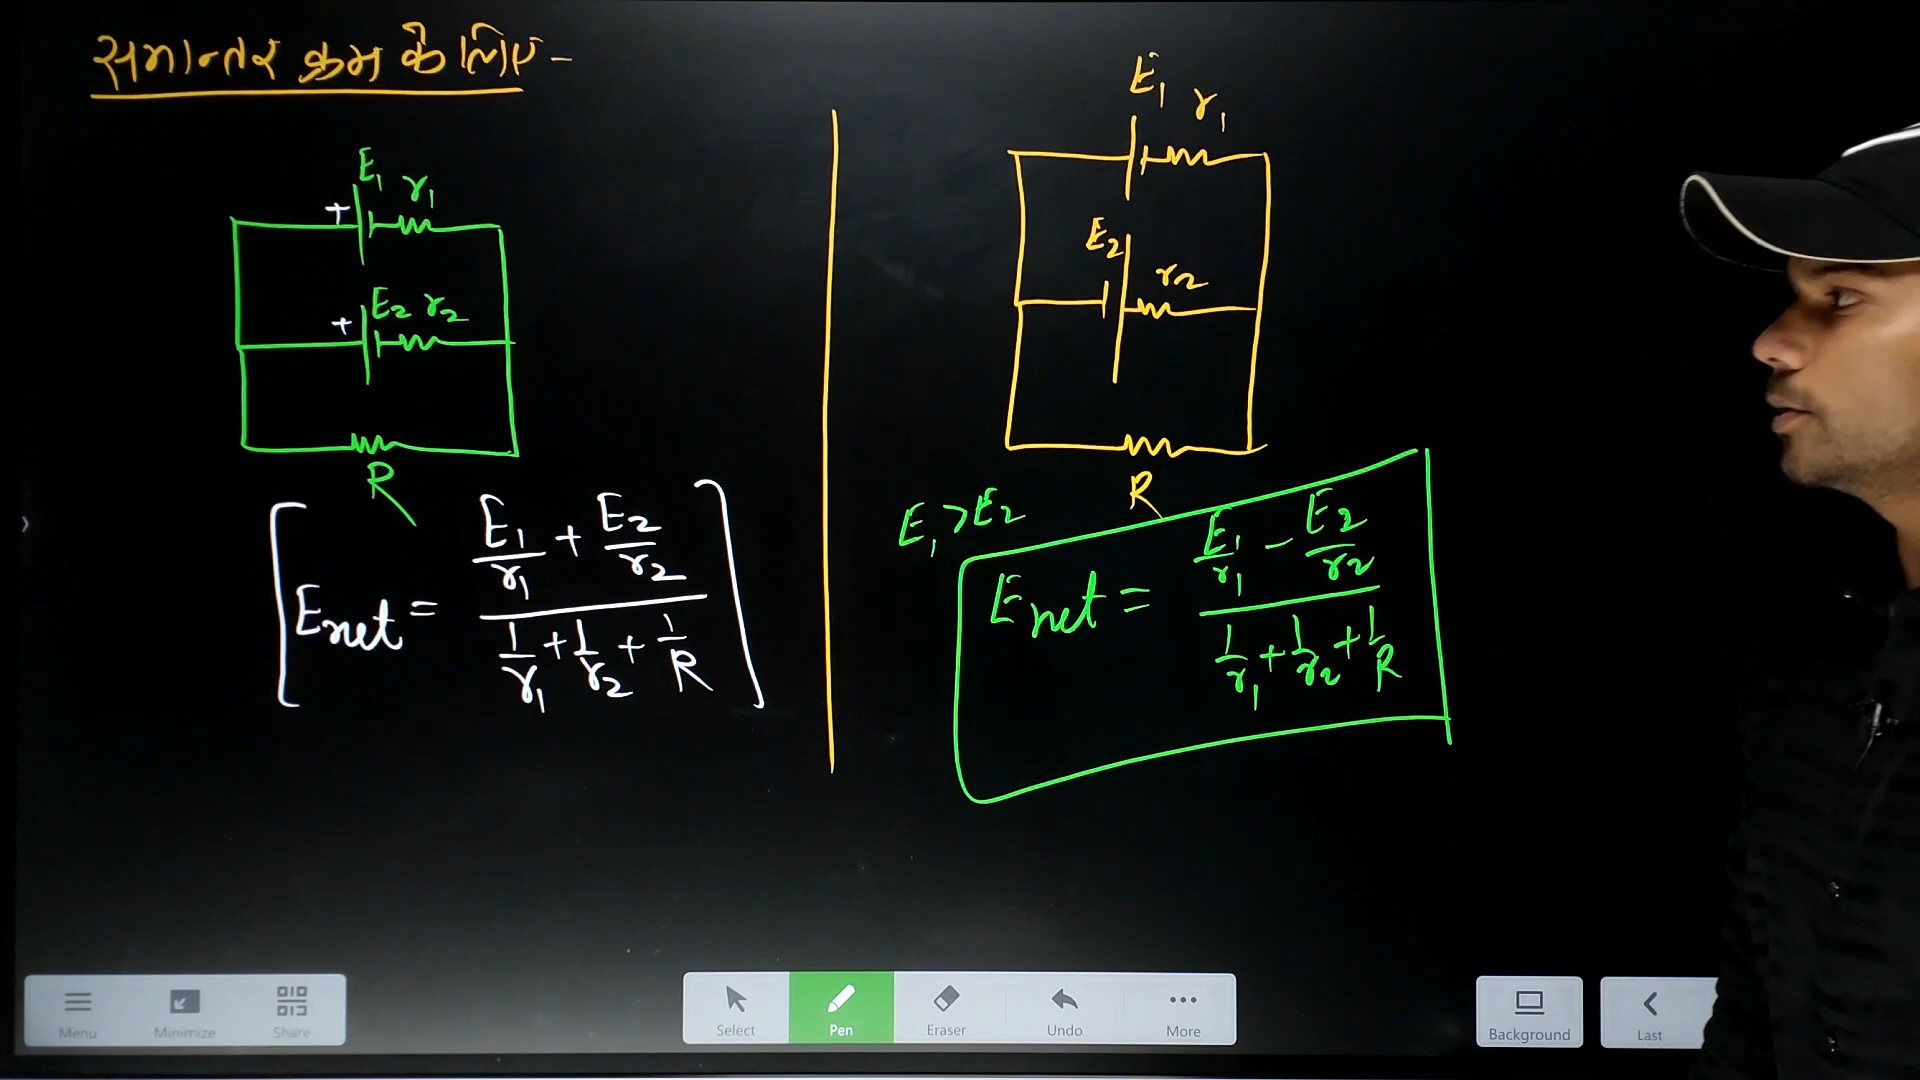 समान्तर क्रम के लिए -
E₁ r₁
+
E₂ r₂
+
R
[Enet = (E₁/r₁ + E₂/r₂) / (1/r₁ + 1/r₂ + 1/R)]
E₁ r₁
E₂
r₂
R
E₁ > E₂
Enet = (E₁/r₁ - E₂/r₂) / (1/r₁ + 1/r₂ + 1/R)
Menu
Minimize
Share
Select
Pen
Eraser
Undo
More
Background
Last